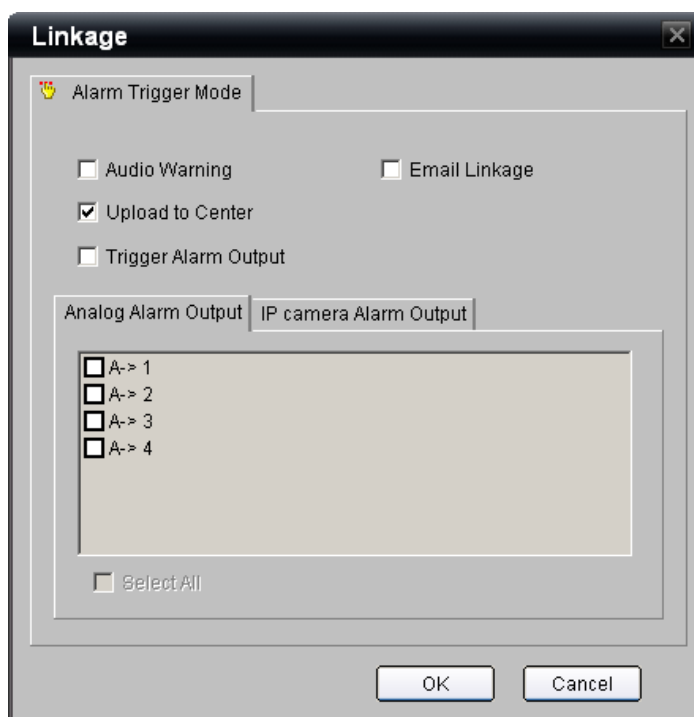 Linkage
Alarm Trigger Mode
Audio Warning
Email Linkage
Upload to Center
Trigger Alarm Output
Analog Alarm Output
IP camera Alarm Output
A-> 1
A-> 2
A-> 3
A-> 4
Select All
OK
Cancel